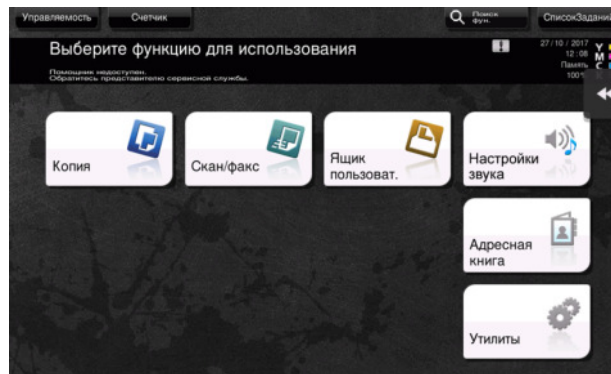 Управляемость
Счетчик
Поиск
фун.
СписокЗадани
Выберите функцию для использования
27/10/2017
12:08
Память
100
Помощник недоступен.
Обратитесь представителю сервисной службы.
Y
M
C
Копия
Скан/факс
Ящик
пользоват.
Настройки
звука
Адресная
книга
Утилиты